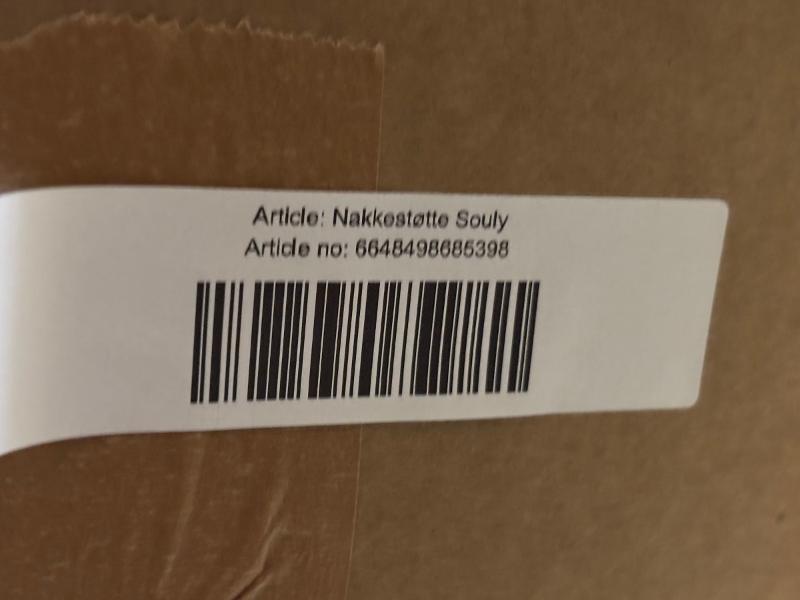 Article: Nakkestøtte Souly
Article no: 6648498685398